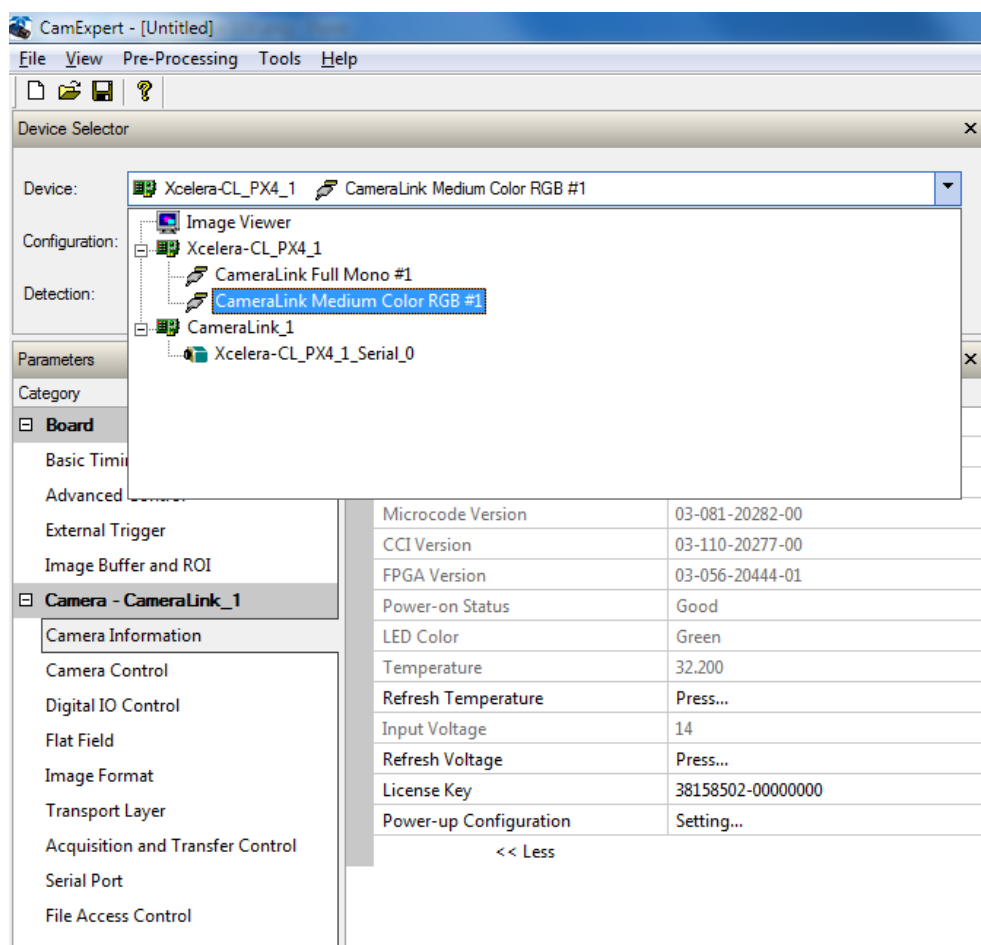 CamExpert - [Untitled]
File View Pre-Processing Tools Help
Device Selector
Device: Xcelera-CL_PX4_1 CameraLink Medium Color RGB #1
Image Viewer
Configuration:
Xcelera-CL_PX4_1
CameraLink Full Mono #1
Detection:
CameraLink Medium Color RGB #1
CameraLink_1
Xcelera-CL_PX4_1_Serial_0
Parameters
Category
Board
Basic Timi
Advanced
External Trigger
Image Buffer and ROI
Camera - CameraLink_1
Camera Information
Camera Control
Digital IO Control
Flat Field
Image Format
Transport Layer
Acquisition and Transfer Control
Serial Port
File Access Control
Microcode Version 03-081-20282-00
CCI Version 03-110-20277-00
FPGA Version 03-056-20444-01
Power-on Status Good
LED Color Green
Temperature 32.200
Refresh Temperature Press...
Input Voltage 14
Refresh Voltage Press...
License Key 38158502-00000000
Power-up Configuration Setting...
<< Less